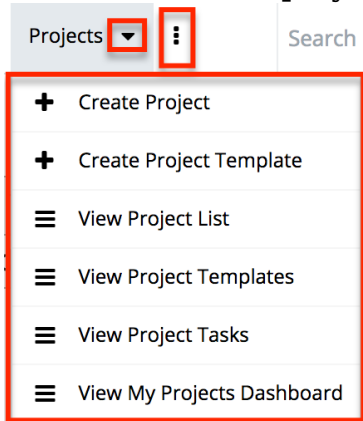 Projects Search
Create Project
Create Project Template
View Project List
View Project Templates
View Project Tasks
View My Projects Dashboard